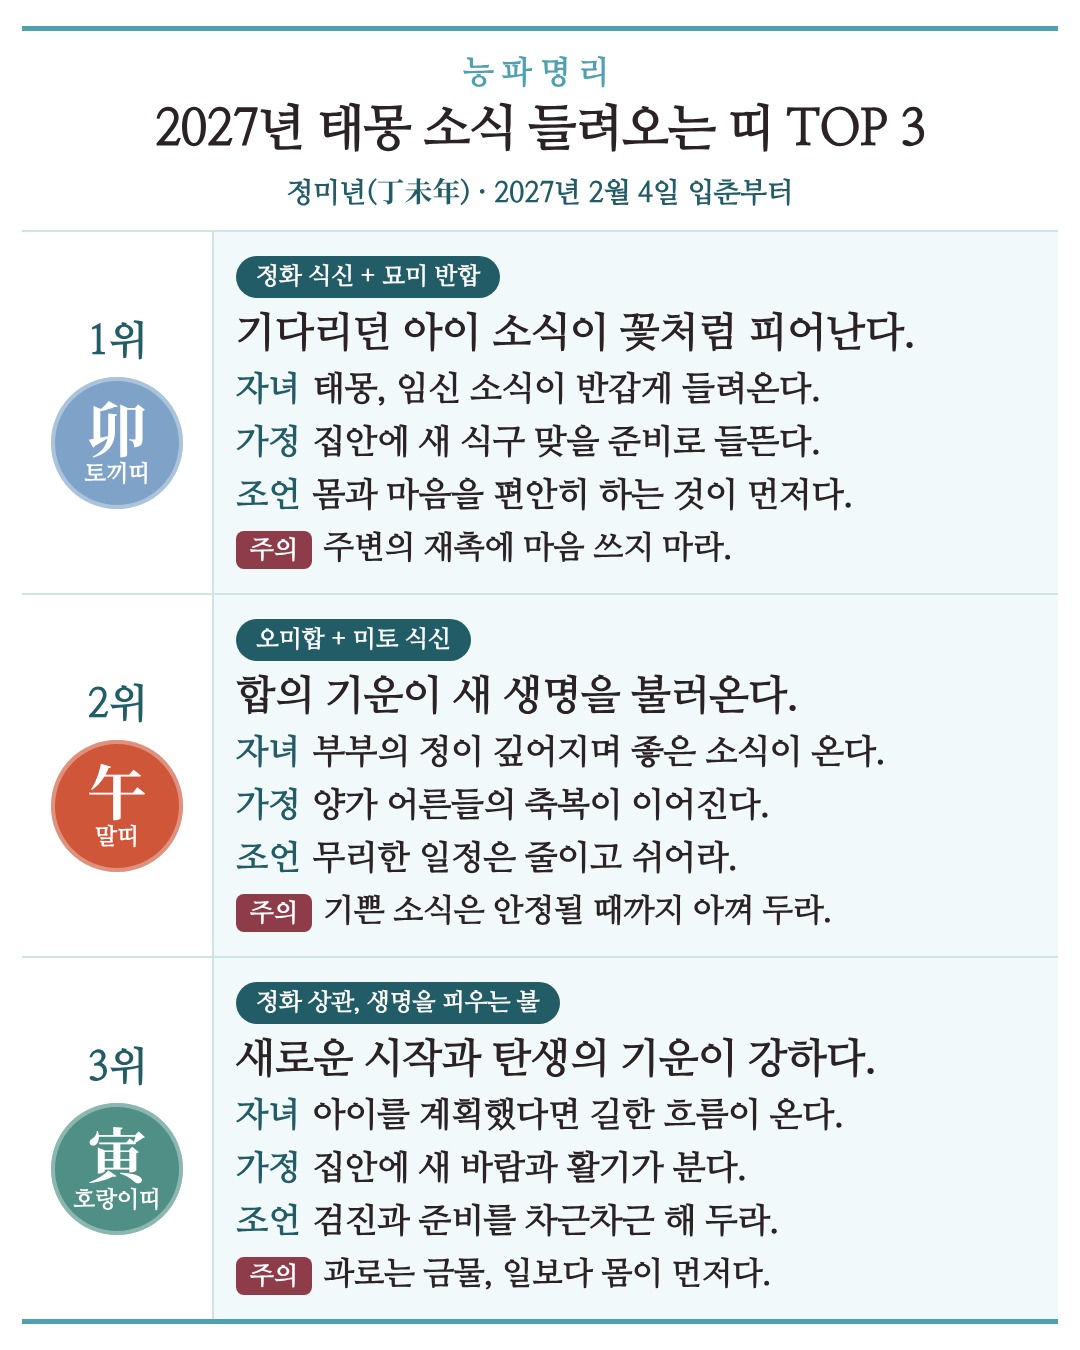 능파명리
2027년 태몽 소식 들려오는 띠 TOP 3
정미년(丁未年) · 2027년 2월 4일 입춘부터
1위
卯
토끼띠
정화 식신 + 묘미 반합
기다리던 아이 소식이 꽃처럼 피어난다.
자녀 태몽, 임신 소식이 반갑게 들려온다.
가정 집안에 새 식구 맞을 준비로 들뜬다.
조언 몸과 마음을 편안히 하는 것이 먼저다.
주의 주변의 재촉에 마음 쓰지 마라.
2위
午
말띠
오미합 + 미토 식신
합의 기운이 새 생명을 불러온다.
자녀 부부의 정이 깊어지며 좋은 소식이 온다.
가정 양가 어른들의 축복이 이어진다.
조언 무리한 일정은 줄이고 쉬어라.
주의 기쁜 소식은 안정될 때까지 아껴 두라.
3위
寅
호랑이띠
정화 상관, 생명을 피우는 불
새로운 시작과 탄생의 기운이 강하다.
자녀 아이를 계획했다면 길한 흐름이 온다.
가정 집안에 새 바람과 활기가 분다.
조언 검진과 준비를 차근차근 해 두라.
주의 과로는 금물, 일보다 몸이 먼저다.